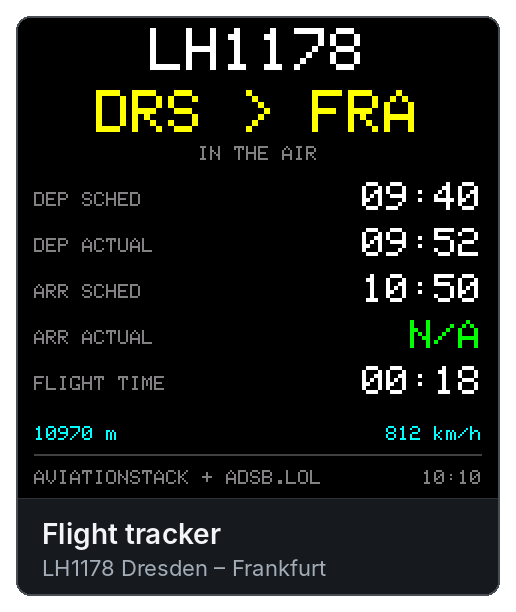 LH1178
DRS > FRA
IN THE AIR
DEP SCHED 09:40
DEP ACTUAL 09:52
ARR SCHED 10:50
ARR ACTUAL N/A
FLIGHT TIME 00:18
10970 m 812 km/h
AVIATIONSTACK + ADSB.LOL 10:10
Flight tracker
LH1178 Dresden – Frankfurt